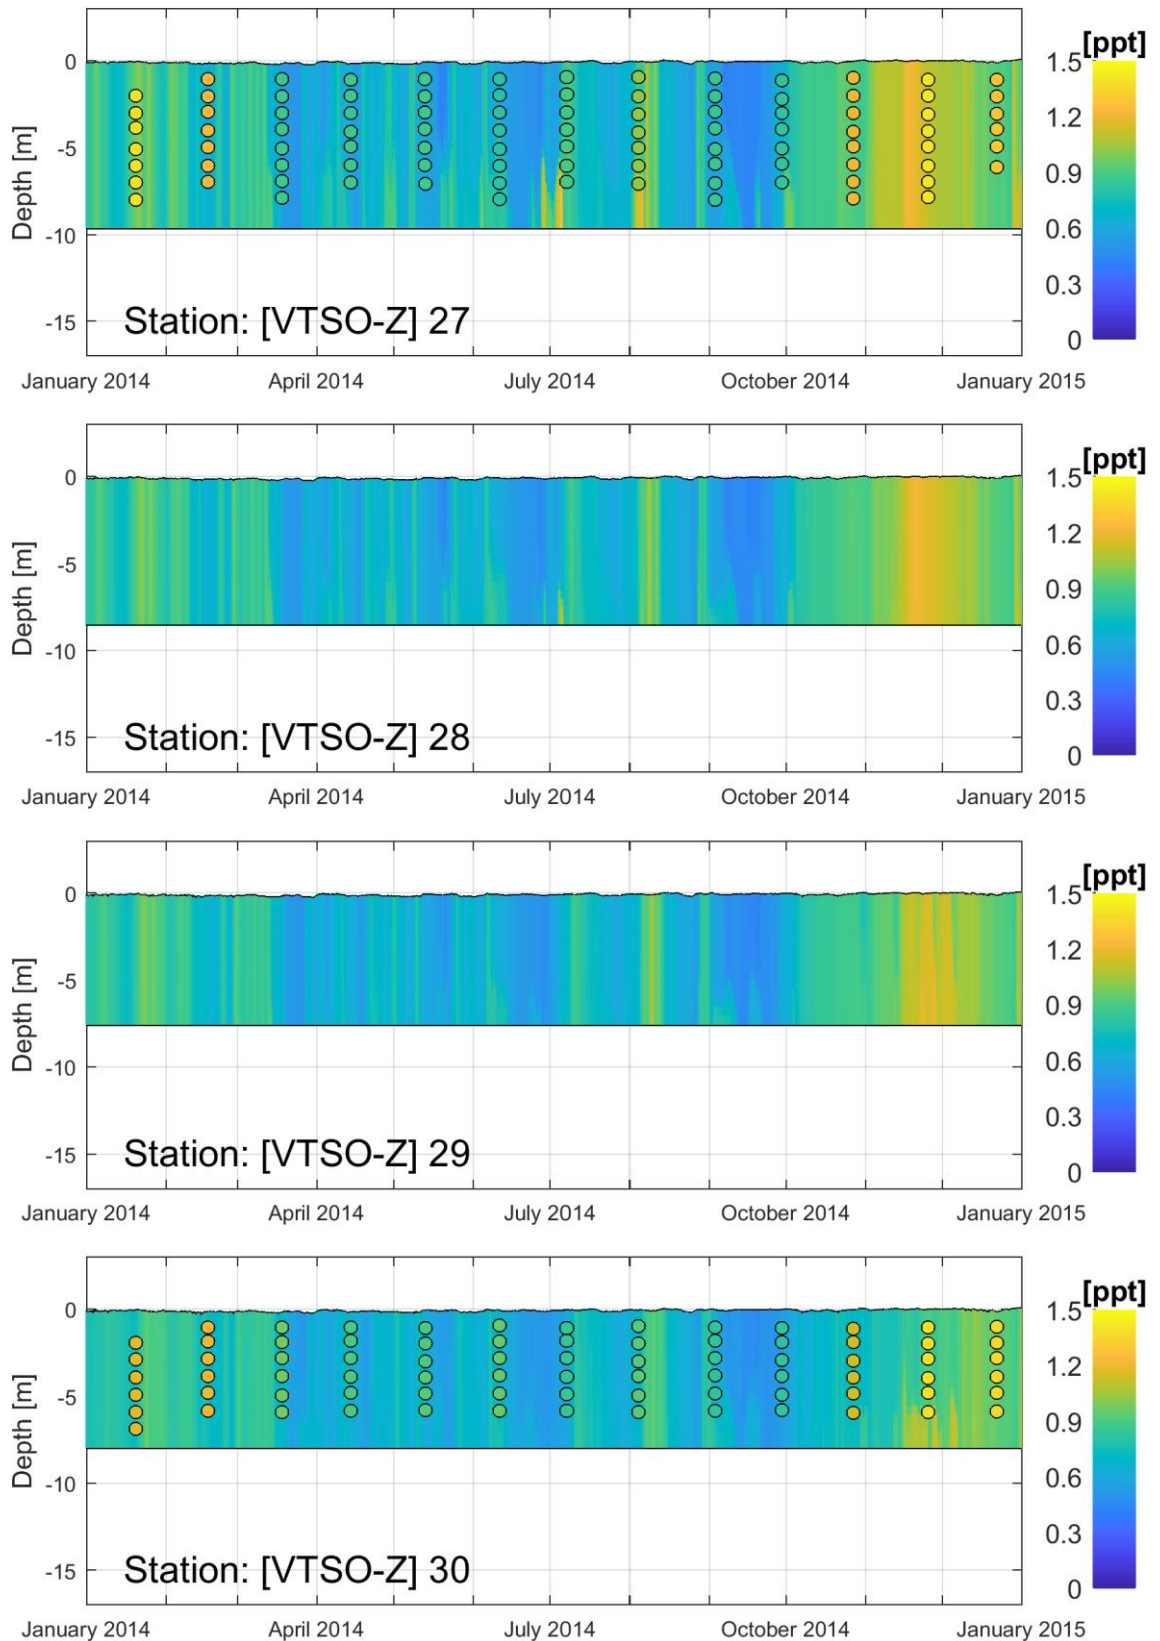 [ppt]
1.5
0
1.2
Depth [m]
-5
0.9
-10
0.6
0.3
-15
Station: [VTSO-Z] 27
0
January 2014 April 2014 July 2014 October 2014 January 2015
[ppt]
0
1.5
1.2
Depth [m]
-5
0.9
-10
0.6
0.3
-15
Station: [VTSO-Z] 28
0
January 2014 April 2014 July 2014 October 2014 January 2015
[ppt]
0
1.5
1.2
Depth [m]
-5
0.9
-10
0.6
0.3
-15
Station: [VTSO-Z] 29
0
January 2014 April 2014 July 2014 October 2014 January 2015
[ppt]
0
1.5
1.2
Depth [m]
-5
0.9
-10
0.6
0.3
-15
Station: [VTSO-Z] 30
0
January 2014 April 2014 July 2014 October 2014 January 2015